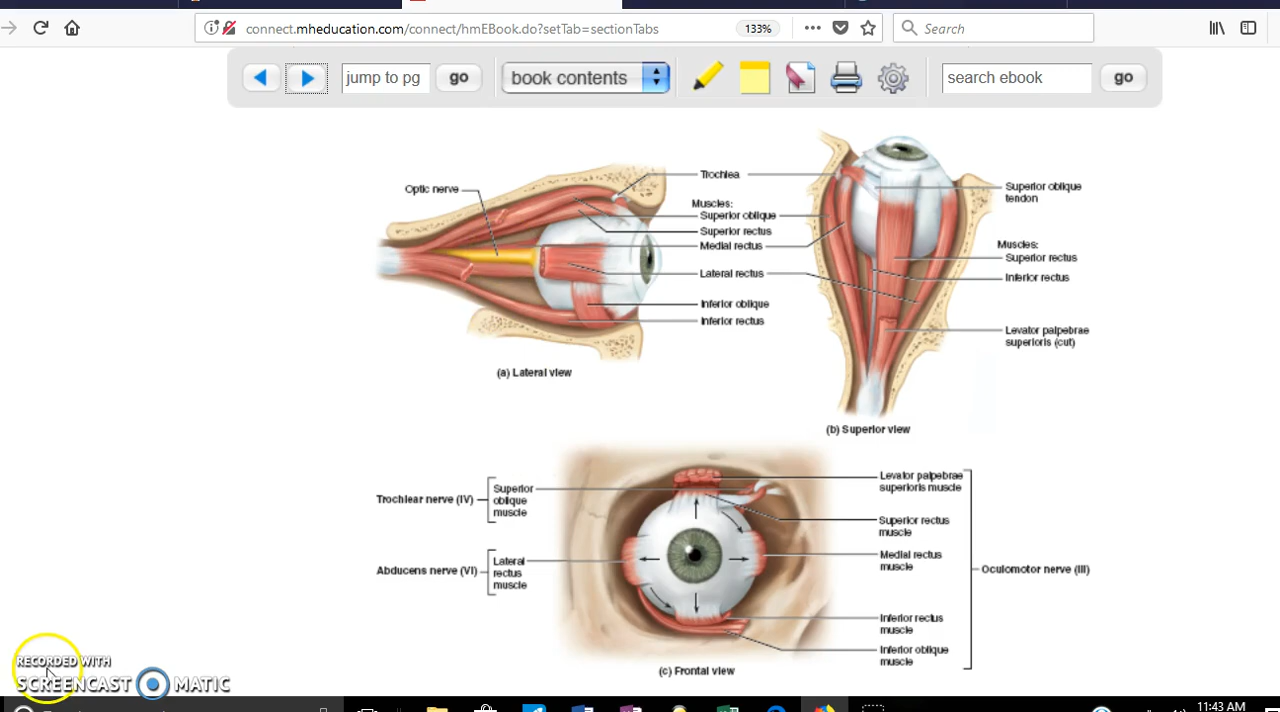 connect.mheducation.com/connect/hmEBook.do?setTab=sectionTabs
133%
Search
jump to pg
go
book contents
search ebook
go
Optic nerve
Trochlea
Muscles:
Superior oblique
Superior rectus
Medial rectus
Lateral rectus
Inferior oblique
Inferior rectus
(a) Lateral view
Superior oblique
tendon
Muscles:
Superior rectus
Inferior rectus
Levator palpebrae
superioris (cut)
(b) Superior view
Trochlear nerve (IV)
Superior
oblique
muscle
Abducens nerve (VI)
Lateral
rectus
muscle
Levator palpebrae
superioris muscle
Superior rectus
muscle
Medial rectus
muscle
Inferior rectus
muscle
Inferior oblique
muscle
Oculomotor nerve (III)
(c) Frontal view
RECORDED WITH
SCREENCAST MATIC
11:43 AM